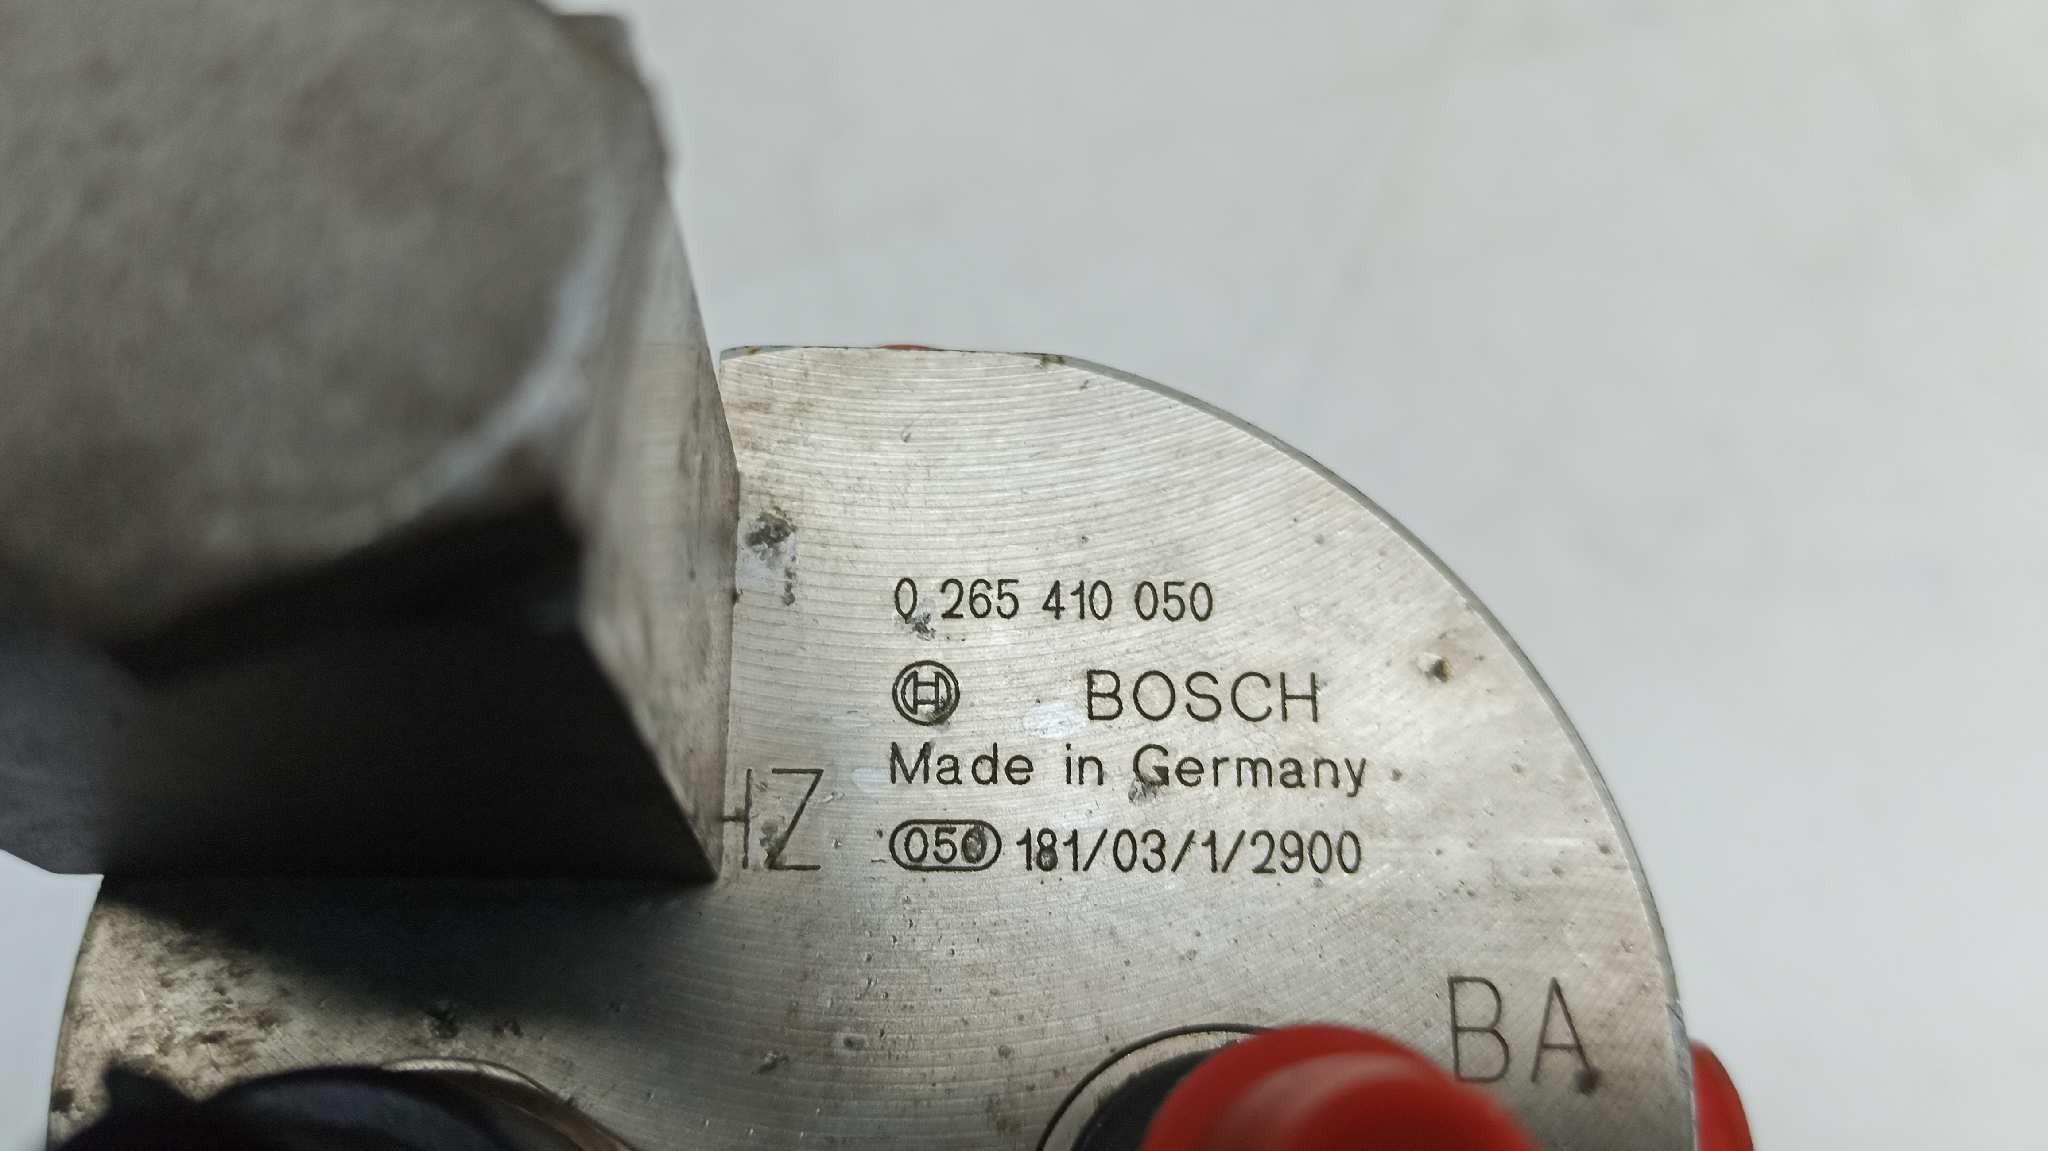 0 265 410 050
BOSCH
Made in Germany
HZ
050 181/03/1/2900
BA